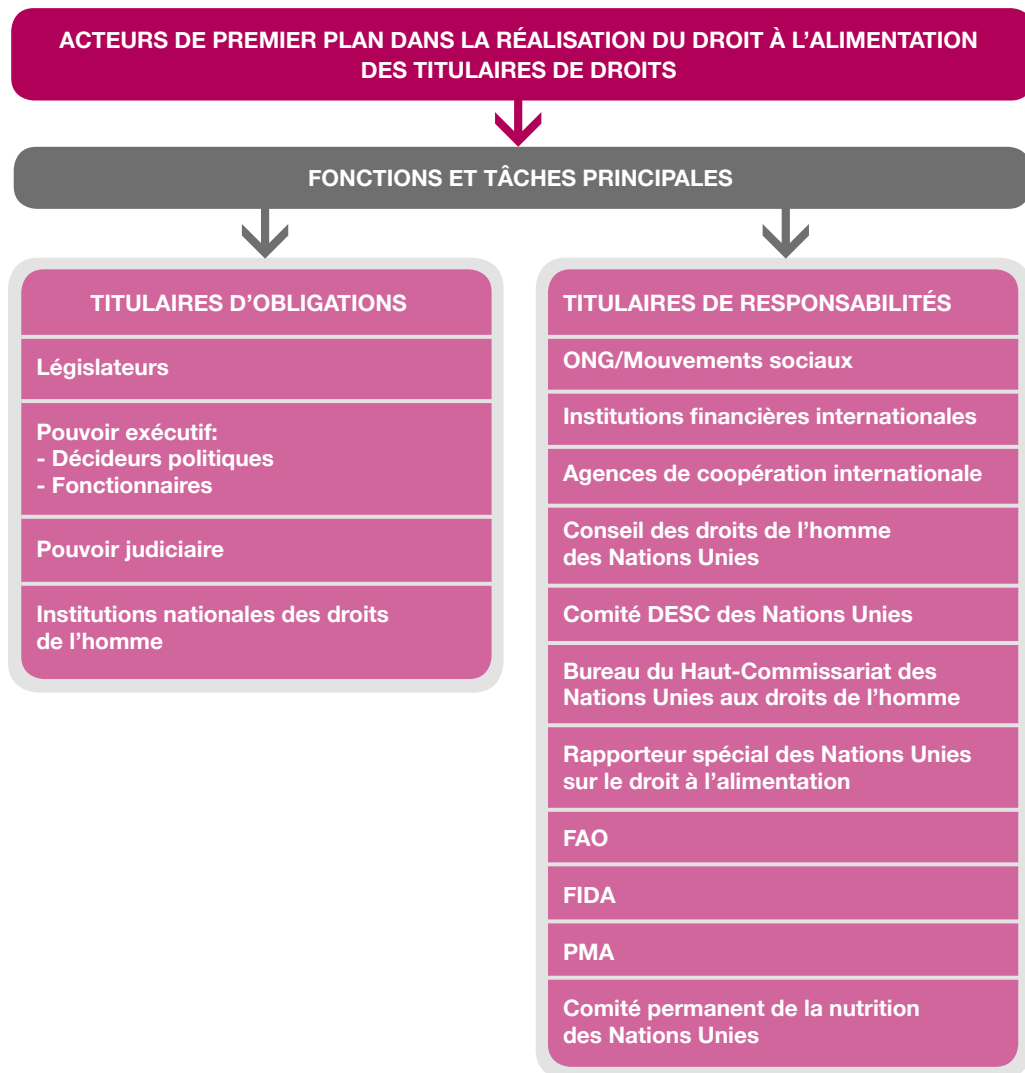 ACTEURS DE PREMIER PLAN DANS LA RÉALISATION DU DROIT À L’ALIMENTATION
DES TITULAIRES DE DROITS
FONCTIONS ET TÂCHES PRINCIPALES
TITULAIRES D’OBLIGATIONS
Législateurs
Pouvoir exécutif:
- Décideurs politiques
- Fonctionnaires
Pouvoir judiciaire
Institutions nationales des droits
de l’homme
TITULAIRES DE RESPONSABILITÉS
ONG/Mouvements sociaux
Institutions financières internationales
Agences de coopération internationale
Conseil des droits de l’homme
des Nations Unies
Comité DESC des Nations Unies
Bureau du Haut-Commissariat des
Nations Unies aux droits de l’homme
Rapporteur spécial des Nations Unies
sur le droit à l’alimentation
FAO
FIDA
PMA
Comité permanent de la nutrition
des Nations Unies